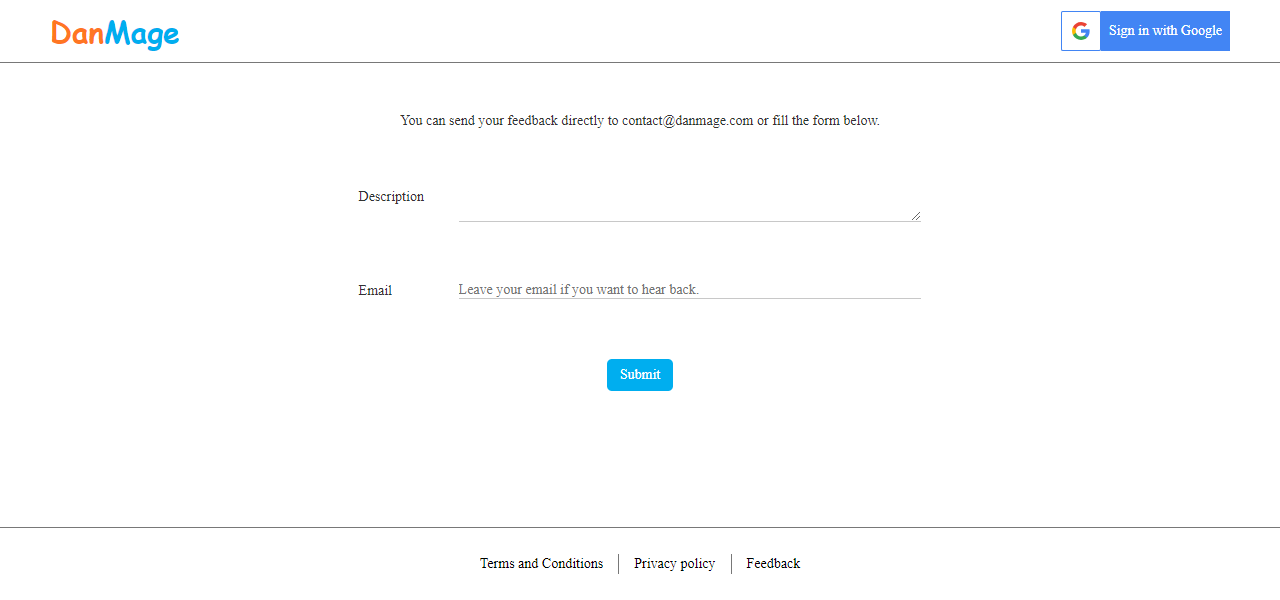 DanMage
Sign in with Google
You can send your feedback directly to contact@danmage.com or fill the form below.
Description
Email
Leave your email if you want to hear back.
Submit
Terms and Conditions
Privacy policy
Feedback